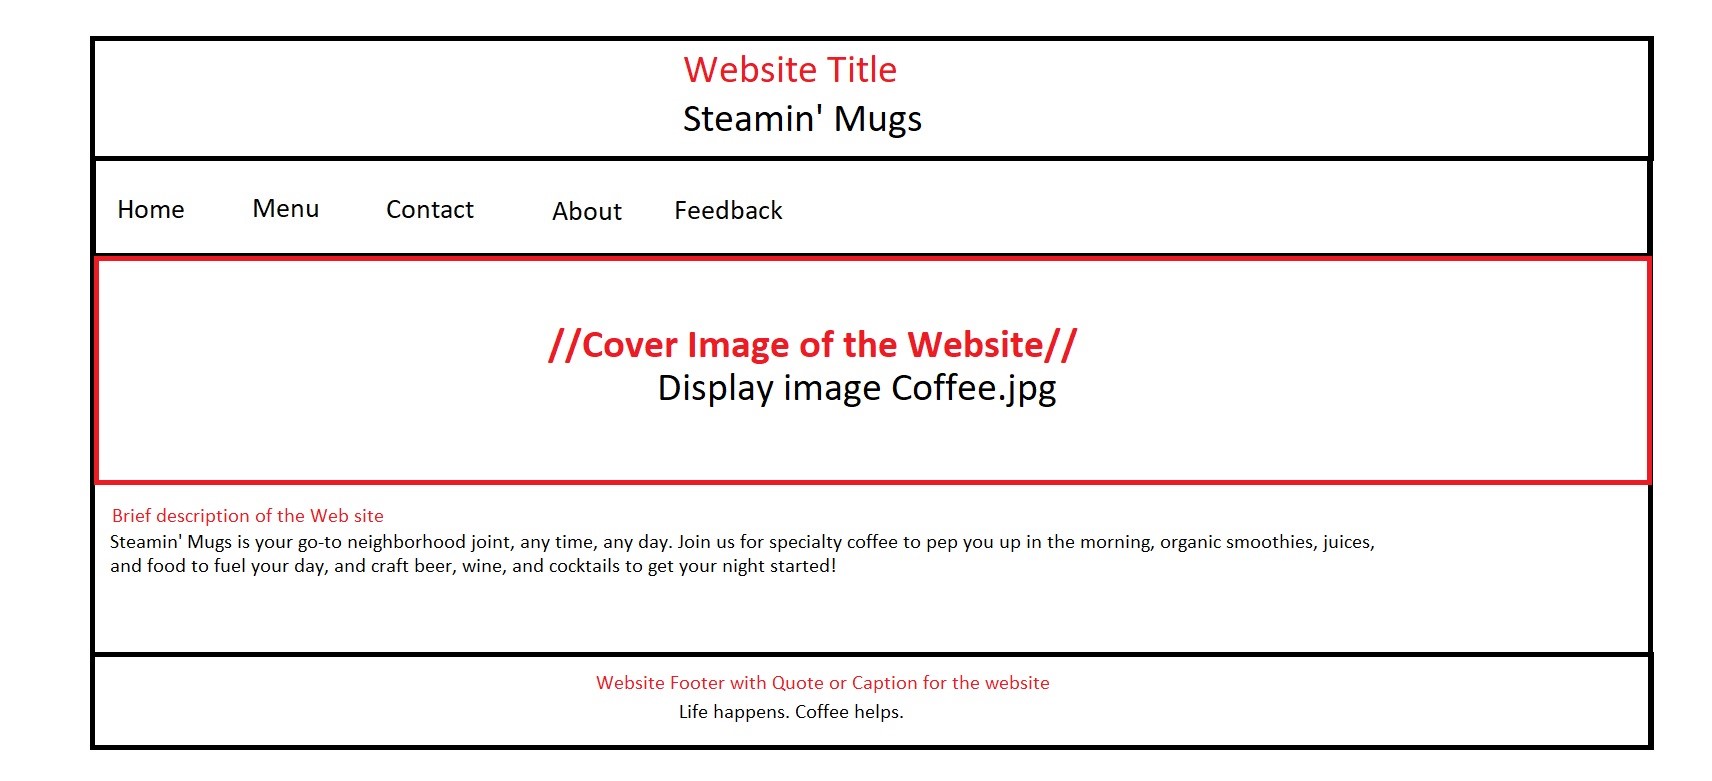 Website Title
Steamin' Mugs
Home Menu Contact About Feedback
//Cover Image of the Website//
Display image Coffee.jpg
Brief description of the Web site
Steamin' Mugs is your go-to neighborhood joint, any time, any day. Join us for specialty coffee to pep you up in the morning, organic smoothies, juices,
and food to fuel your day, and craft beer, wine, and cocktails to get your night started!
Website Footer with Quote or Caption for the website
Life happens. Coffee helps.